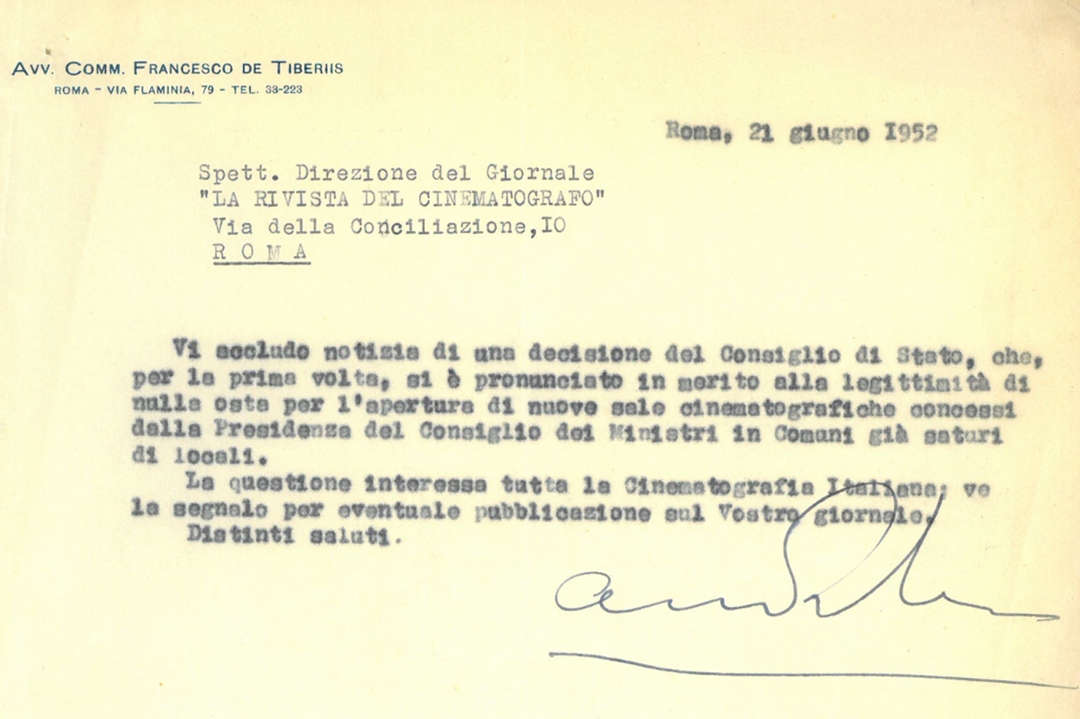 AVV. COMM. FRANCESCO DE TIBERIIS
ROMA - VIA FLAMINIA, 79 - TEL. 33-223
Roma, 21 giugno I952
Spett. Direzione del Giornale
"LA RIVISTA DEL CINEMATOGRAFO"
Via della Conciliazione,IO
R O M A
Vi accludo notizia di una decisione del Consiglio di Stato, che,
per la prima volta, si è pronunciato in merito alla legittimità di
nulla osta per l'apertura di nuove sale cinematografiche concessi
dalla Presidenza del Consiglio dei Ministri in Comuni già saturi
di locali.
La questione interessa tutta la Cinematografia Italiana; ve
la segnalo per eventuale pubblicazione sul Vostro giornale.
Distinti saluti.